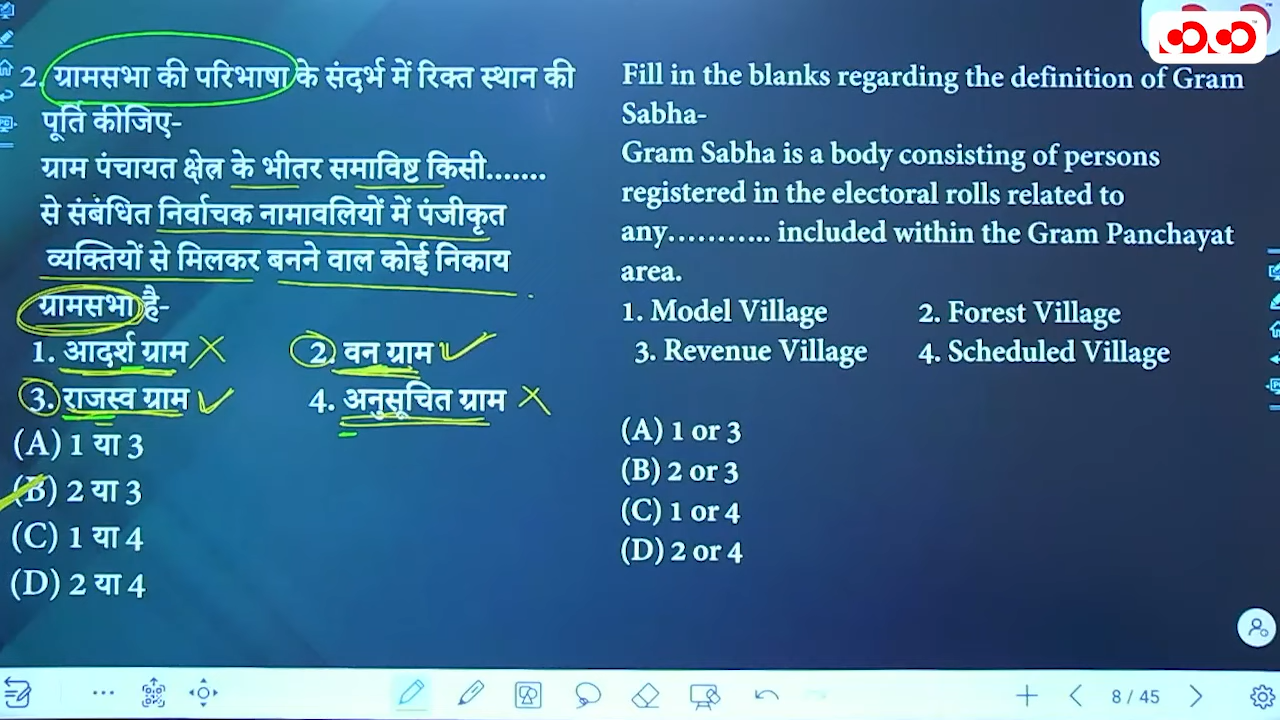 2. ग्रामसभा की परिभाषा के संदर्भ में रिक्त स्थान की
पूर्ति कीजिए-
ग्राम पंचायत क्षेत्र के भीतर समाविष्ट किसी.......
से संबंधित निर्वाचक नामावलियों में पंजीकृत
व्यक्तियों से मिलकर बनने वाल कोई निकाय
ग्रामसभा है-
1. आदर्श ग्राम 2. वन ग्राम
3. राजस्व ग्राम 4. अनुसूचित ग्राम
(A) 1 या 3
(B) 2 या 3
(C) 1 या 4
(D) 2 या 4
Fill in the blanks regarding the definition of Gram
Sabha-
Gram Sabha is a body consisting of persons
registered in the electoral rolls related to
any........... included within the Gram Panchayat
area.
1. Model Village 2. Forest Village
3. Revenue Village 4. Scheduled Village
(A) 1 or 3
(B) 2 or 3
(C) 1 or 4
(D) 2 or 4
8 / 45